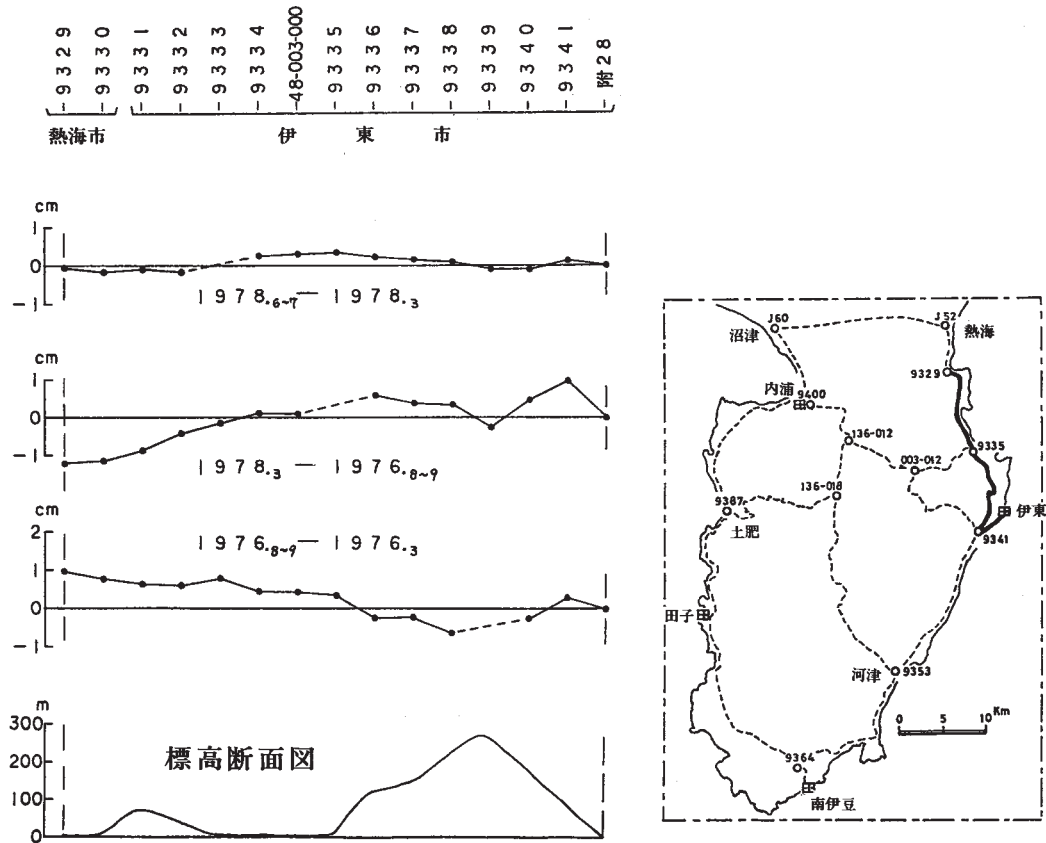 9329 9330 9331 9332 9333 9334 48-003-000 9335 9336 9337 9338 9339 9340 9341 附28
熱海市 伊東市
cm
1
0
-1
1978.6~7 — 1978.3
cm
1
0
-1
1978.3 — 1976.8~9
2
1
0
-1
1976.8~9 — 1976.3
m
300
200
100
0
標高断面図
J60
J52
沼津
熱海
9329
内浦
9400
136-012
9335
003-012
136-018
9387
伊東
土肥
9341
田子
河津
9353
0 5 10 Km
9364
南伊豆